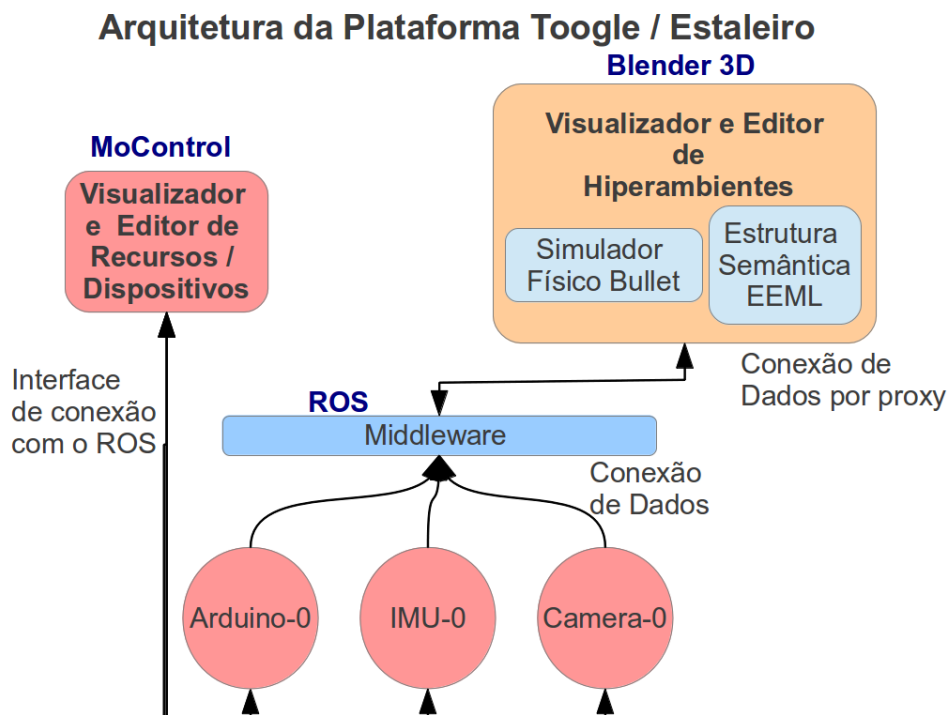 Arquitetura da Plataforma Toogle / Estaleiro
Blender 3D
Visualizador e Editor
de
Hiperambientes
Simulador
Físico Bullet
Estrutura
Semântica
EEML
MoControl
Visualizador
e Editor de
Recursos /
Dispositivos
Interface
de conexão
com o ROS
Conexão de
Dados por proxy
ROS
Middleware
Conexão
de Dados
Arduino-0
IMU-0
Camera-0